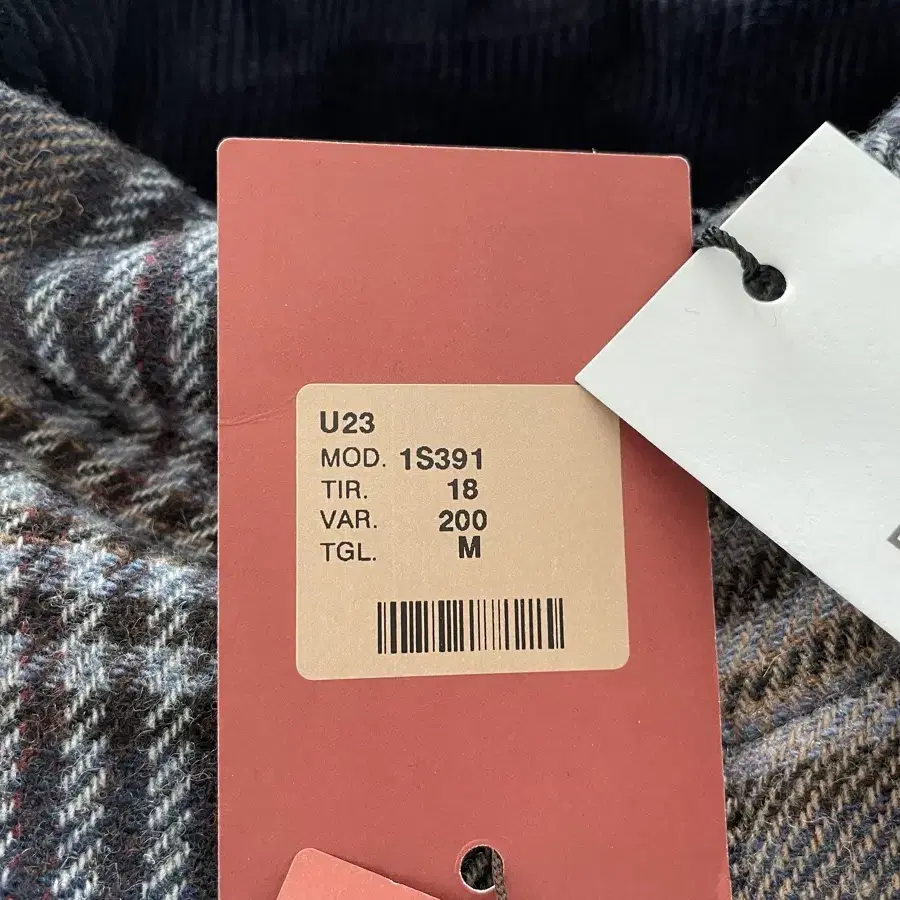 U23
MOD. 1S391
TIR. 18
VAR. 200
TGL. M